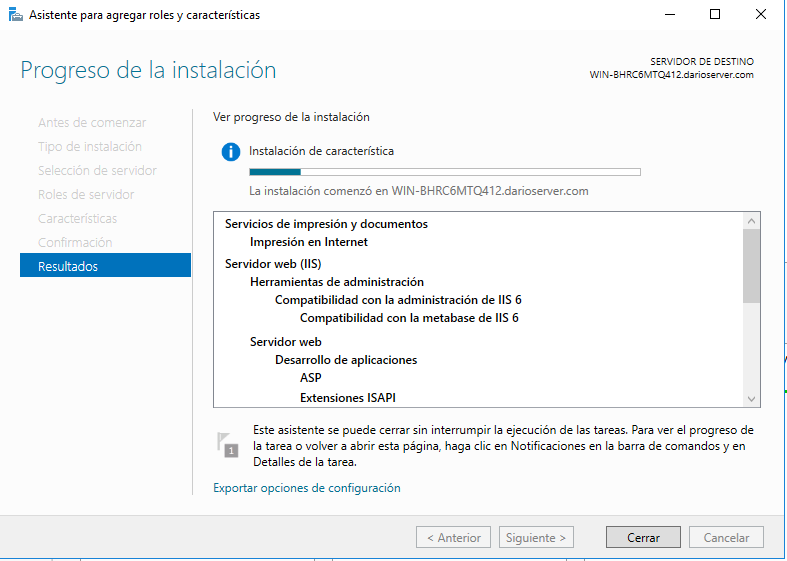 Asistente para agregar roles y características
Progreso de la instalación
SERVIDOR DE DESTINO
WIN-BHRC6MTQ412.darioserver.com
Antes de comenzar
Tipo de instalación
Selección de servidor
Roles de servidor
Características
Confirmación
Resultados
Ver progreso de la instalación
Instalación de característica
La instalación comenzó en WIN-BHRC6MTQ412.darioserver.com
Servicios de impresión y documentos
Impresión en Internet
Servidor web (IIS)
Herramientas de administración
Compatibilidad con la administración de IIS 6
Compatibilidad con la metabase de IIS 6
Servidor web
Desarrollo de aplicaciones
ASP
Extensiones ISAPI
1
Este asistente se puede cerrar sin interrumpir la ejecución de las tareas. Para ver el progreso de
la tarea o volver a abrir esta página, haga clic en Notificaciones en la barra de comandos y en
Detalles de la tarea.
Exportar opciones de configuración
< Anterior
Siguiente >
Cerrar
Cancelar